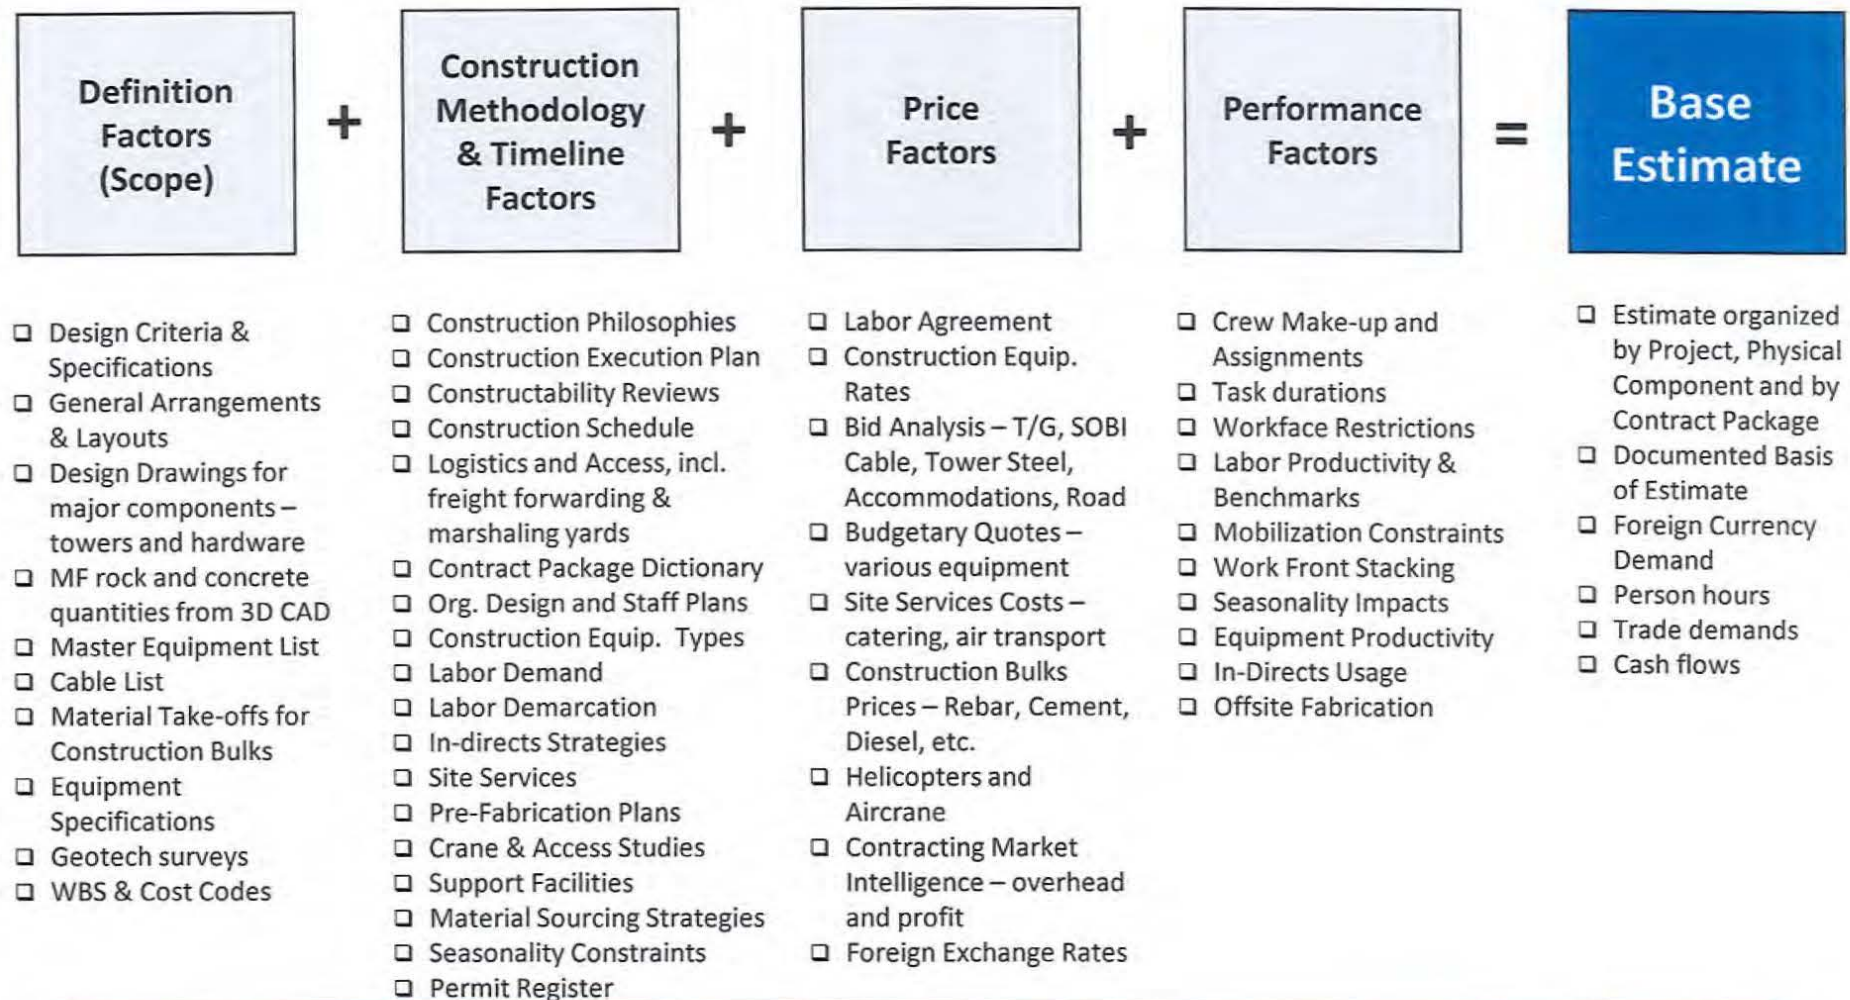 Definition
Factors
(Scope)
+
Construction
Methodology
& Timeline
Factors
+
Price
Factors
+
Performance
Factors
=
Base
Estimate
❑ Design Criteria &
Specifications
❑ General Arrangements
& Layouts
❑ Design Drawings for
major components –
towers and hardware
❑ MF rock and concrete
quantities from 3D CAD
❑ Master Equipment List
❑ Cable List
❑ Material Take-offs for
Construction Bulks
❑ Equipment
Specifications
❑ Geotech surveys
❑ WBS & Cost Codes
❑ Construction Philosophies
❑ Construction Execution Plan
❑ Constructability Reviews
❑ Construction Schedule
❑ Logistics and Access, incl.
freight forwarding &
marshaling yards
❑ Contract Package Dictionary
❑ Org. Design and Staff Plans
❑ Construction Equip. Types
❑ Labor Demand
❑ Labor Demarcation
❑ In-directs Strategies
❑ Site Services
❑ Pre-Fabrication Plans
❑ Crane & Access Studies
❑ Support Facilities
❑ Material Sourcing Strategies
❑ Seasonality Constraints
❑ Permit Register
❑ Labor Agreement
❑ Construction Equip.
Rates
❑ Bid Analysis – T/G, SOBI
Cable, Tower Steel,
Accommodations, Road
❑ Budgetary Quotes –
various equipment
❑ Site Services Costs –
catering, air transport
❑ Construction Bulks
Prices – Rebar, Cement,
Diesel, etc.
❑ Helicopters and
Aircrane
❑ Contracting Market
Intelligence – overhead
and profit
❑ Foreign Exchange Rates
❑ Crew Make-up and
Assignments
❑ Task durations
❑ Workface Restrictions
❑ Labor Productivity &
Benchmarks
❑ Mobilization Constraints
❑ Work Front Stacking
❑ Seasonality Impacts
❑ Equipment Productivity
❑ In-Directs Usage
❑ Offsite Fabrication
❑ Estimate organized
by Project, Physical
Component and by
Contract Package
❑ Documented Basis
of Estimate
❑ Foreign Currency
Demand
❑ Person hours
❑ Trade demands
❑ Cash flows